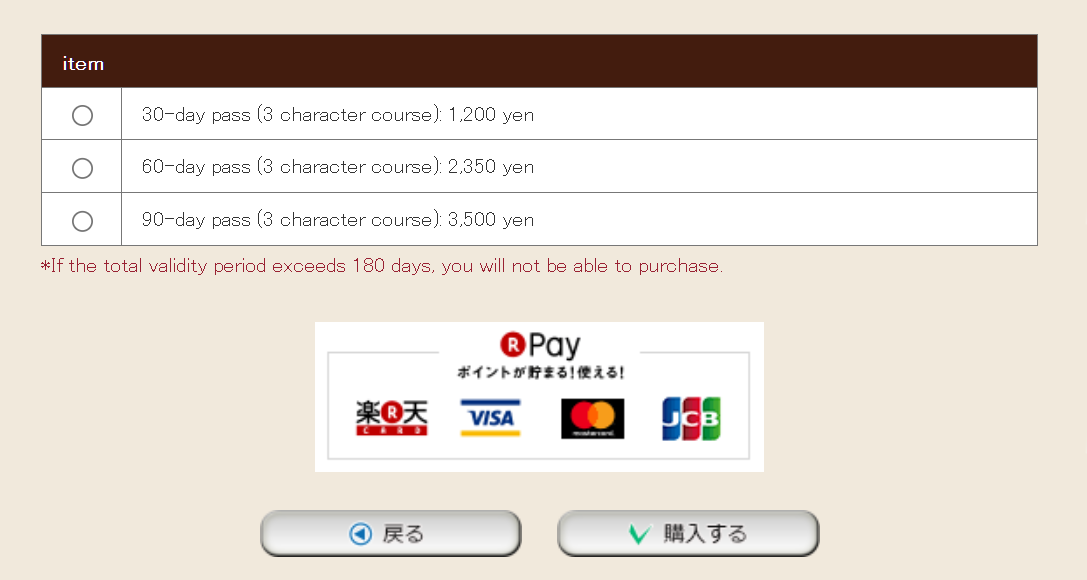 item
30-day pass (3 character course): 1,200 yen
60-day pass (3 character course): 2,350 yen
90-day pass (3 character course): 3,500 yen
*If the total validity period exceeds 180 days, you will not be able to purchase.
R Pay
ポイントが貯まる!使える!
楽R天 CARD VISA mastercard JCB
戻る 購入する